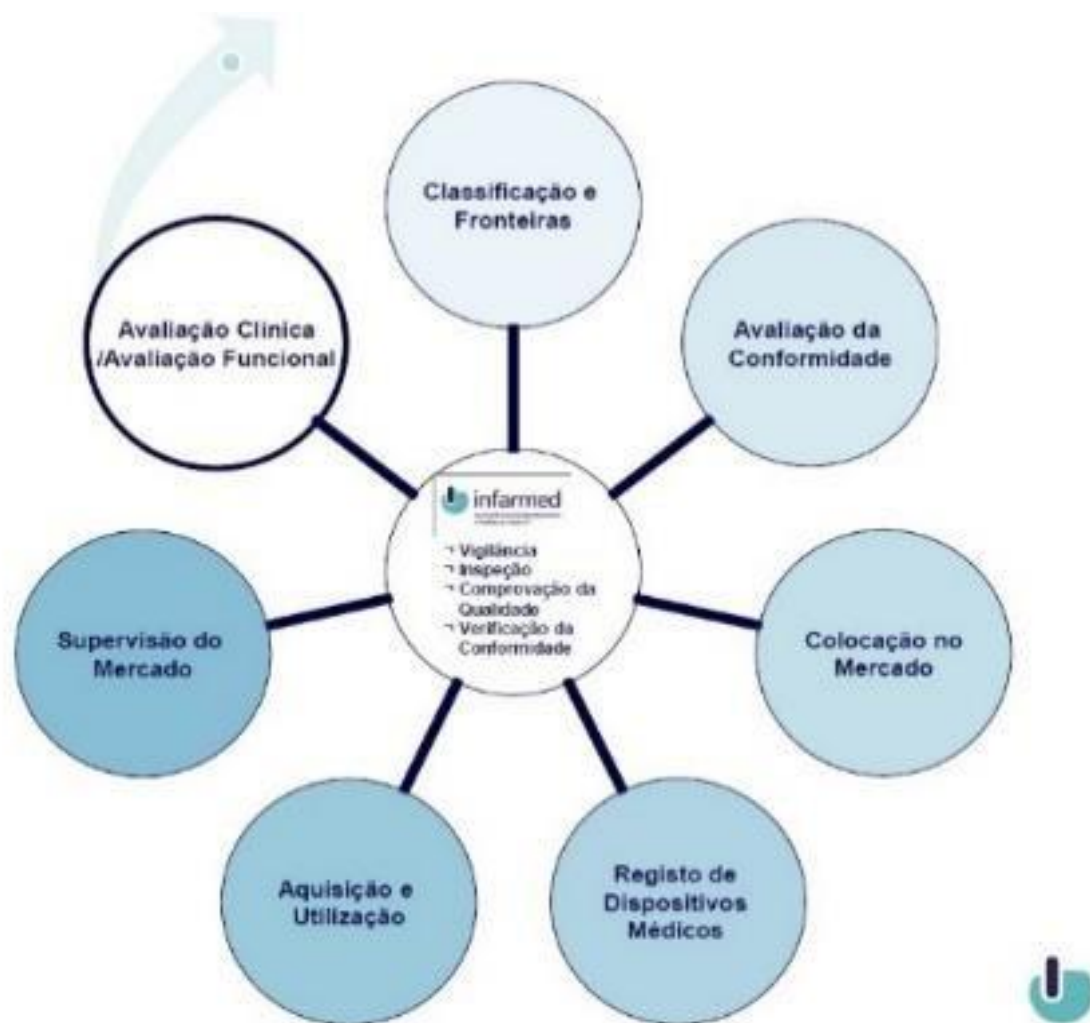 Classificação e
Fronteiras
Avaliação da
Conformidade
Colocação no
Mercado
Registo de
Dispositivos
Médicos
Aquisição e
Utilização
Supervisão do
Mercado
Avaliação Clínica
/Avaliação Funcional
infarmed
¬ Vigilância
¬ Inspeção
¬ Comprovação da
Qualidade
¬ Verificação da
Conformidade